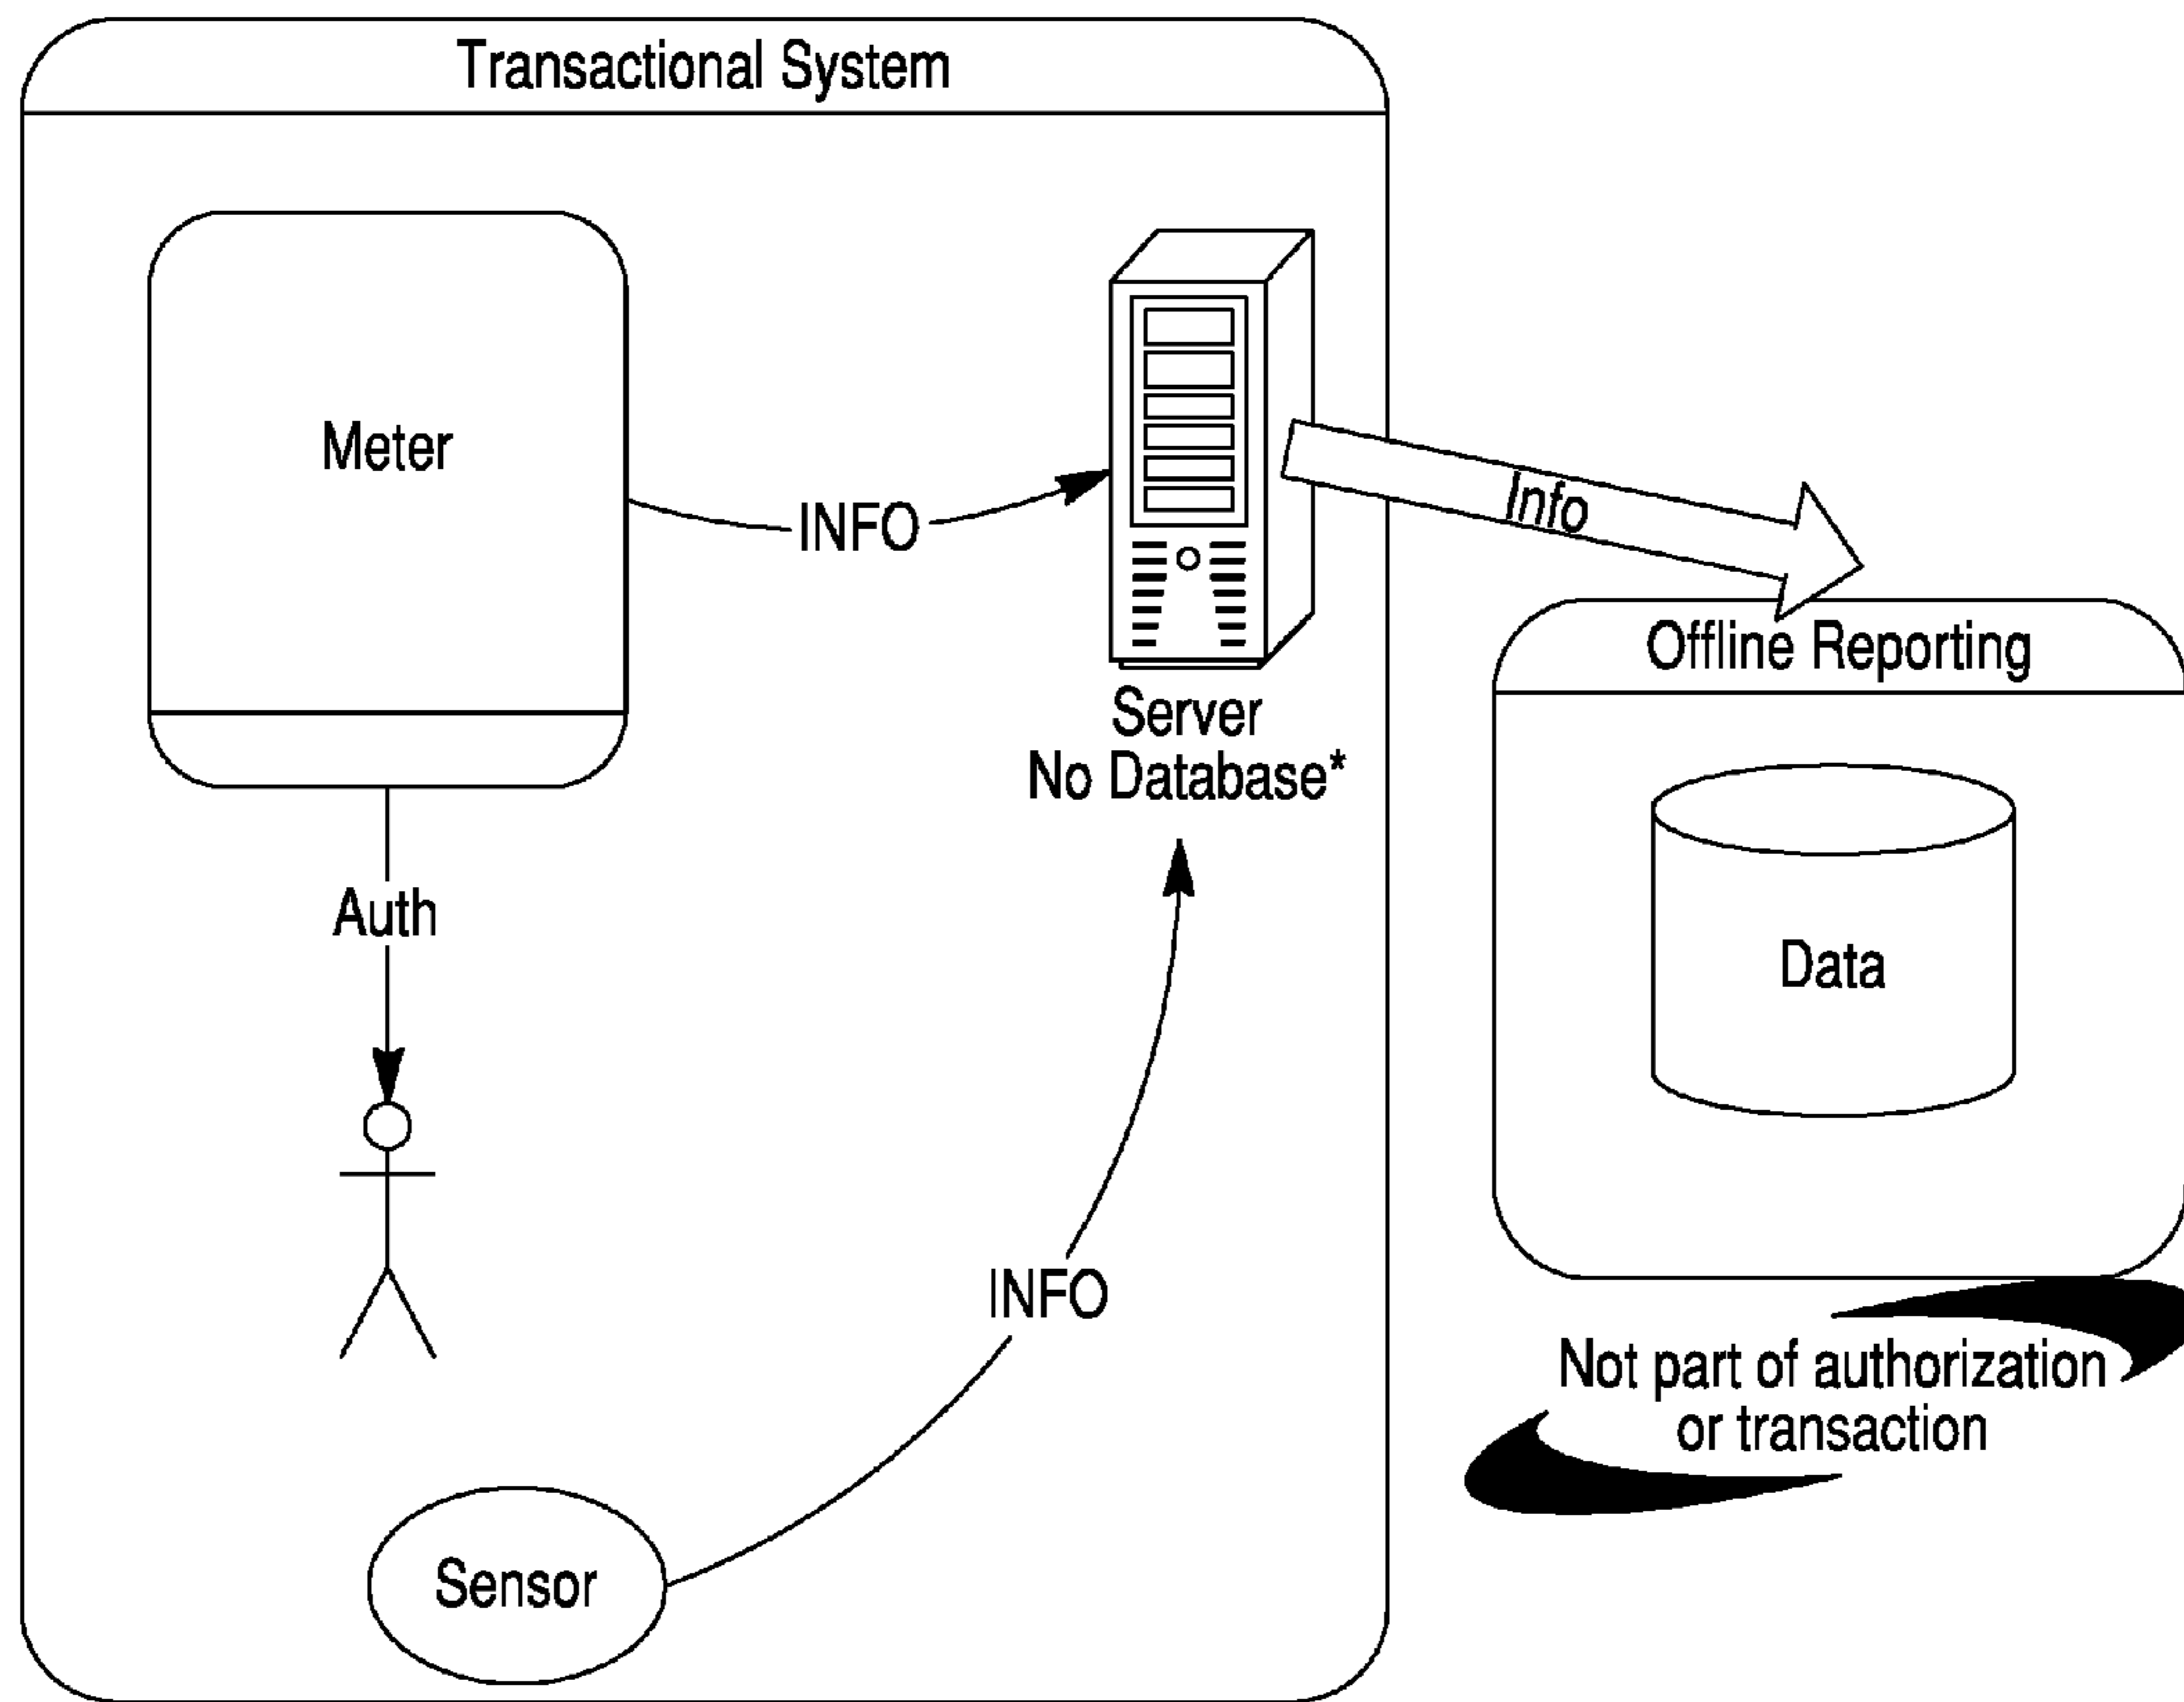 Transactional System
Meter
INFO
Info
Server
No Database*
Offline Reporting
Auth
Data
INFO
Not part of authorization
or transaction
Sensor